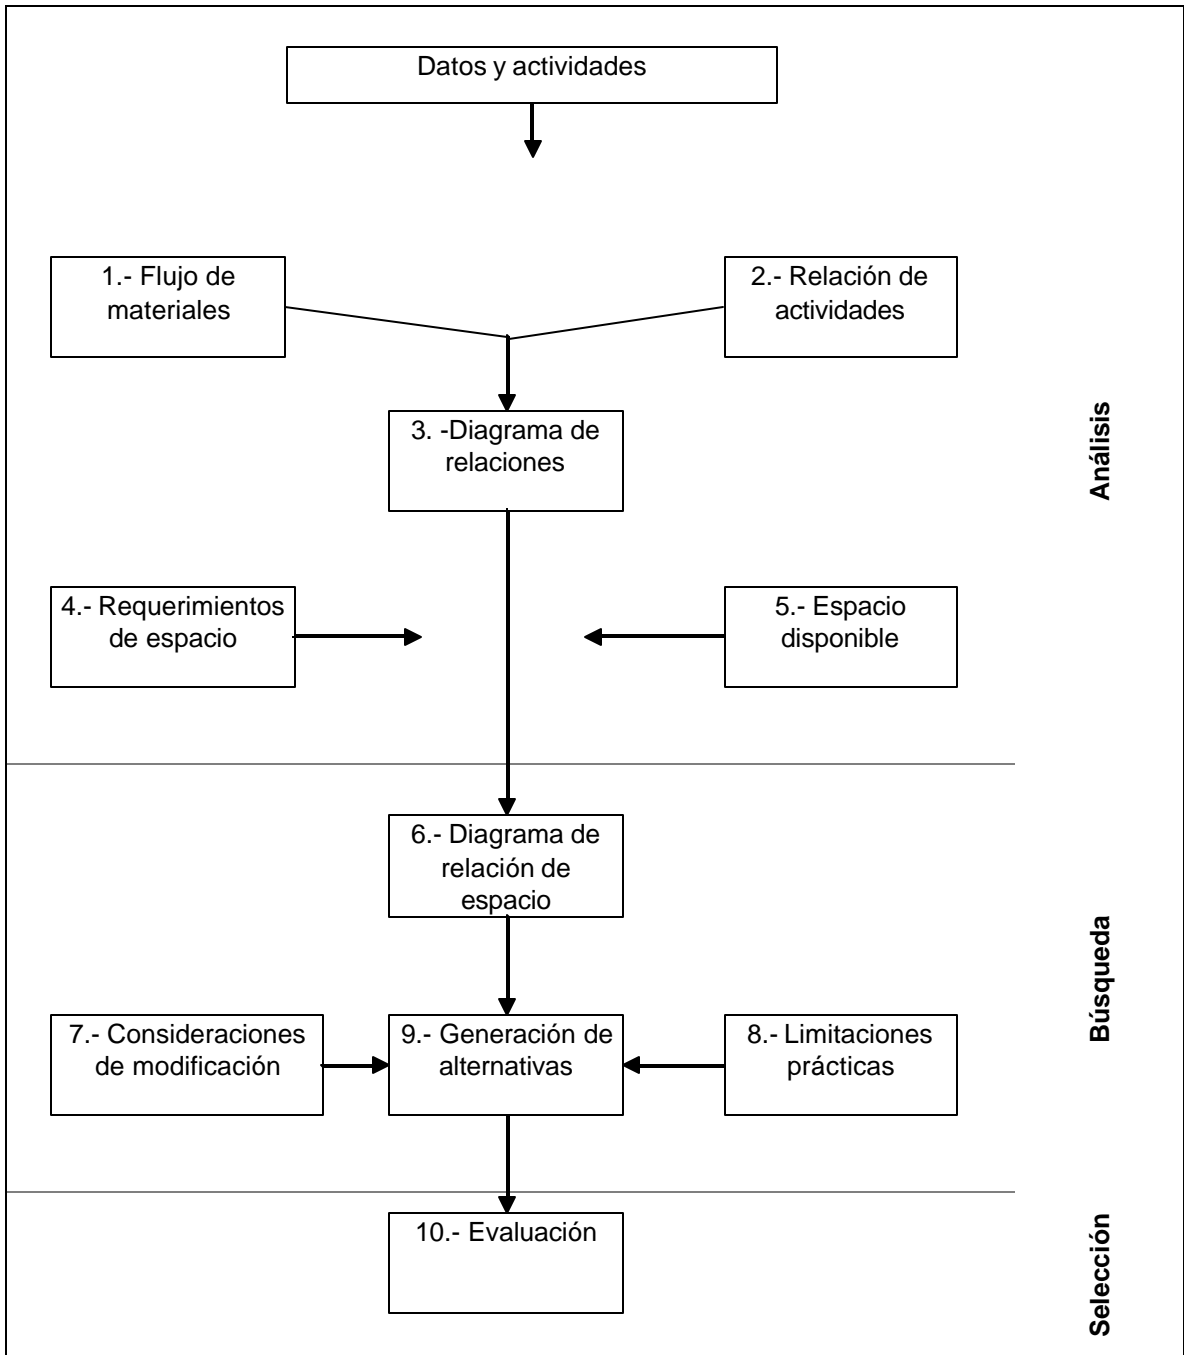 Datos y actividades
1.- Flujo de
materiales
2.- Relación de
actividades
3. -Diagrama de
relaciones
Análisis
4.- Requerimientos
de espacio
5.- Espacio
disponible
6.- Diagrama de
relación de
espacio
Búsqueda
7.- Consideraciones
de modificación
9.- Generación de
alternativas
8.- Limitaciones
prácticas
10.- Evaluación
Selección